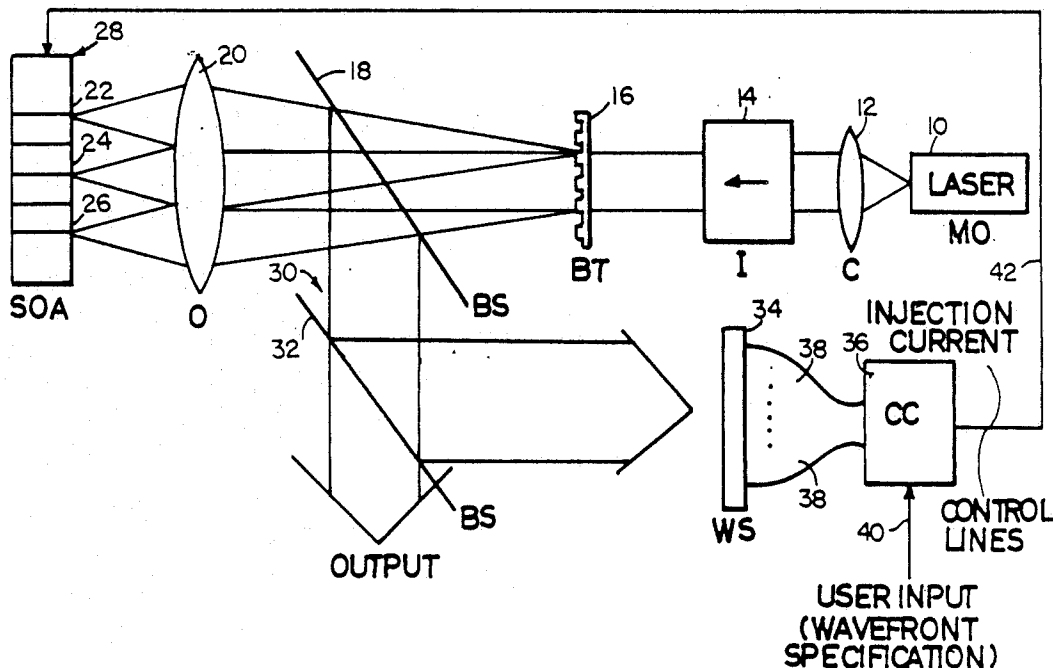 28
22
24
26
SOA
20
O
18
BS
16
BT
14
I
12
C
10
LASER
MO.
42
30
32
BS
OUTPUT
34
WS
38
38
36
CC
INJECTION
CURRENT
CONTROL
LINES
40
USER INPUT
(WAVEFRONT
SPECIFICATION)